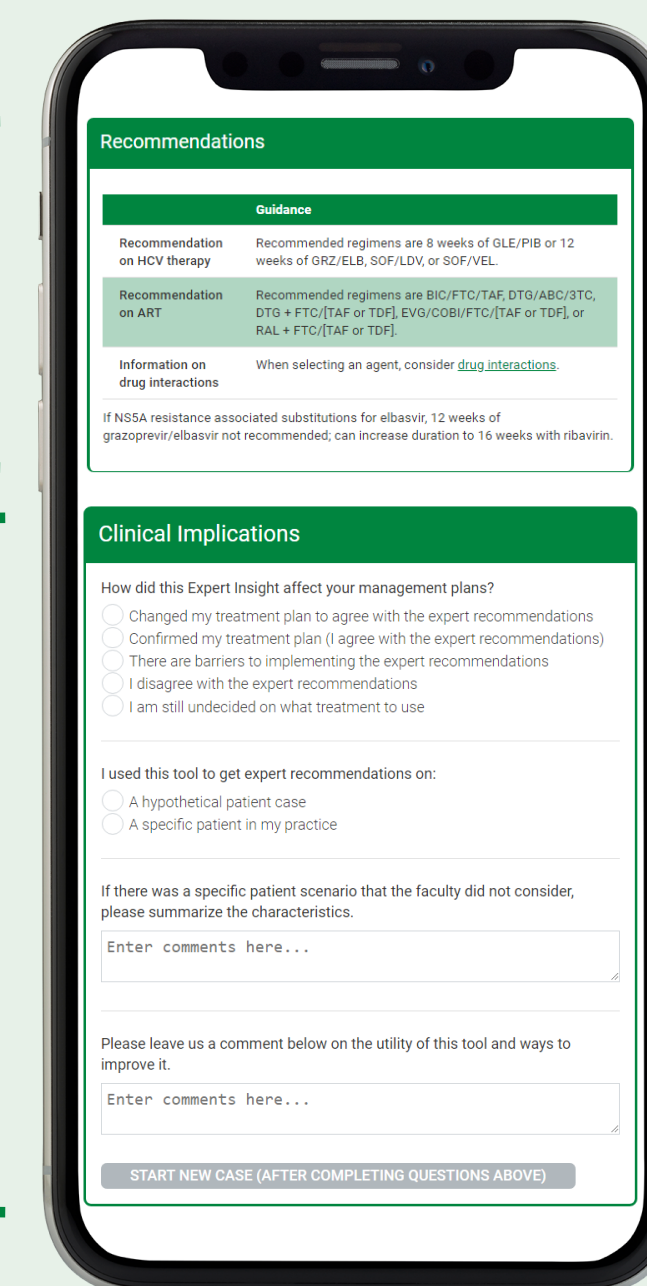 Recommendations
Guidance
Recommendation
on HCV therapy
Recommended regimens are 8 weeks of GLE/PIB or 12
weeks of GRZ/ELB, SOF/LDV, or SOF/VEL.
Recommendation
on ART
Recommended regimens are BIC/FTC/TAF, DTG/ABC/3TC,
DTG + FTC/[TAF or TDF], EVG/COBI/FTC/[TAF or TDF], or
RAL + FTC/[TAF or TDF].
Information on
drug interactions
When selecting an agent, consider drug interactions.
If NS5A resistance associated substitutions for elbasvir, 12 weeks of
grazoprevir/elbasvir not recommended; can increase duration to 16 weeks with ribavirin.
Clinical Implications
How did this Expert Insight affect your management plans?
Changed my treatment plan to agree with the expert recommendations
Confirmed my treatment plan (I agree with the expert recommendations)
There are barriers to implementing the expert recommendations
I disagree with the expert recommendations
I am still undecided on what treatment to use
I used this tool to get expert recommendations on:
A hypothetical patient case
A specific patient in my practice
If there was a specific patient scenario that the faculty did not consider,
please summarize the characteristics.
Enter comments here...
Please leave us a comment below on the utility of this tool and ways to
improve it.
Enter comments here...
START NEW CASE (AFTER COMPLETING QUESTIONS ABOVE)